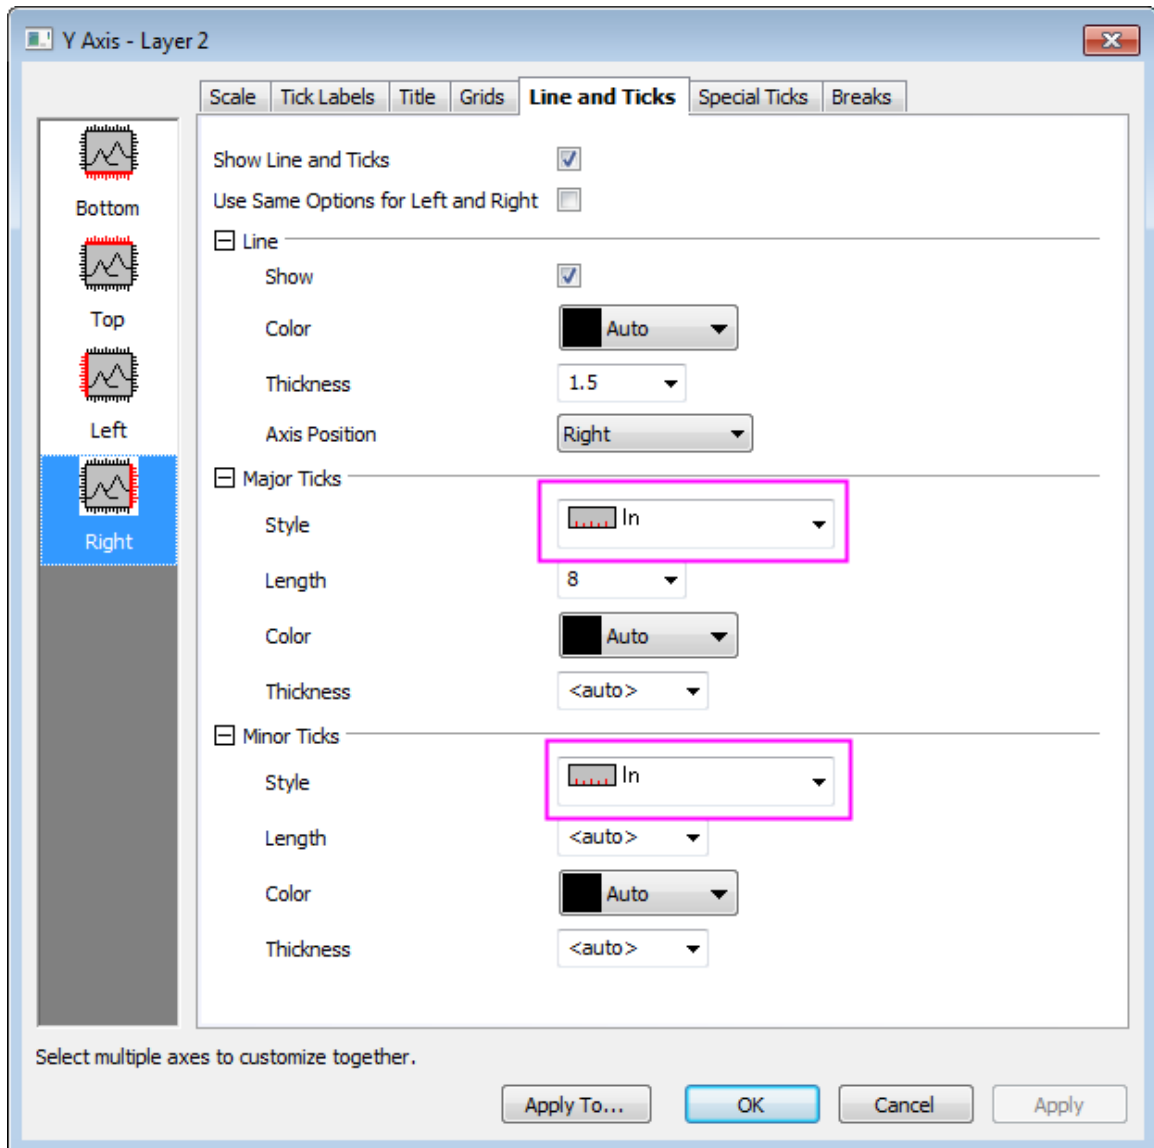 Y Axis - Layer 2
Scale Tick Labels Title Grids Line and Ticks Special Ticks Breaks
Bottom
Top
Left
Right
Show Line and Ticks
Use Same Options for Left and Right
Line
Show
Color Auto
Thickness 1.5
Axis Position Right
Major Ticks
Style In
Length 8
Color Auto
Thickness <auto>
Minor Ticks
Style In
Length <auto>
Color Auto
Thickness <auto>
Select multiple axes to customize together.
Apply To... OK Cancel Apply